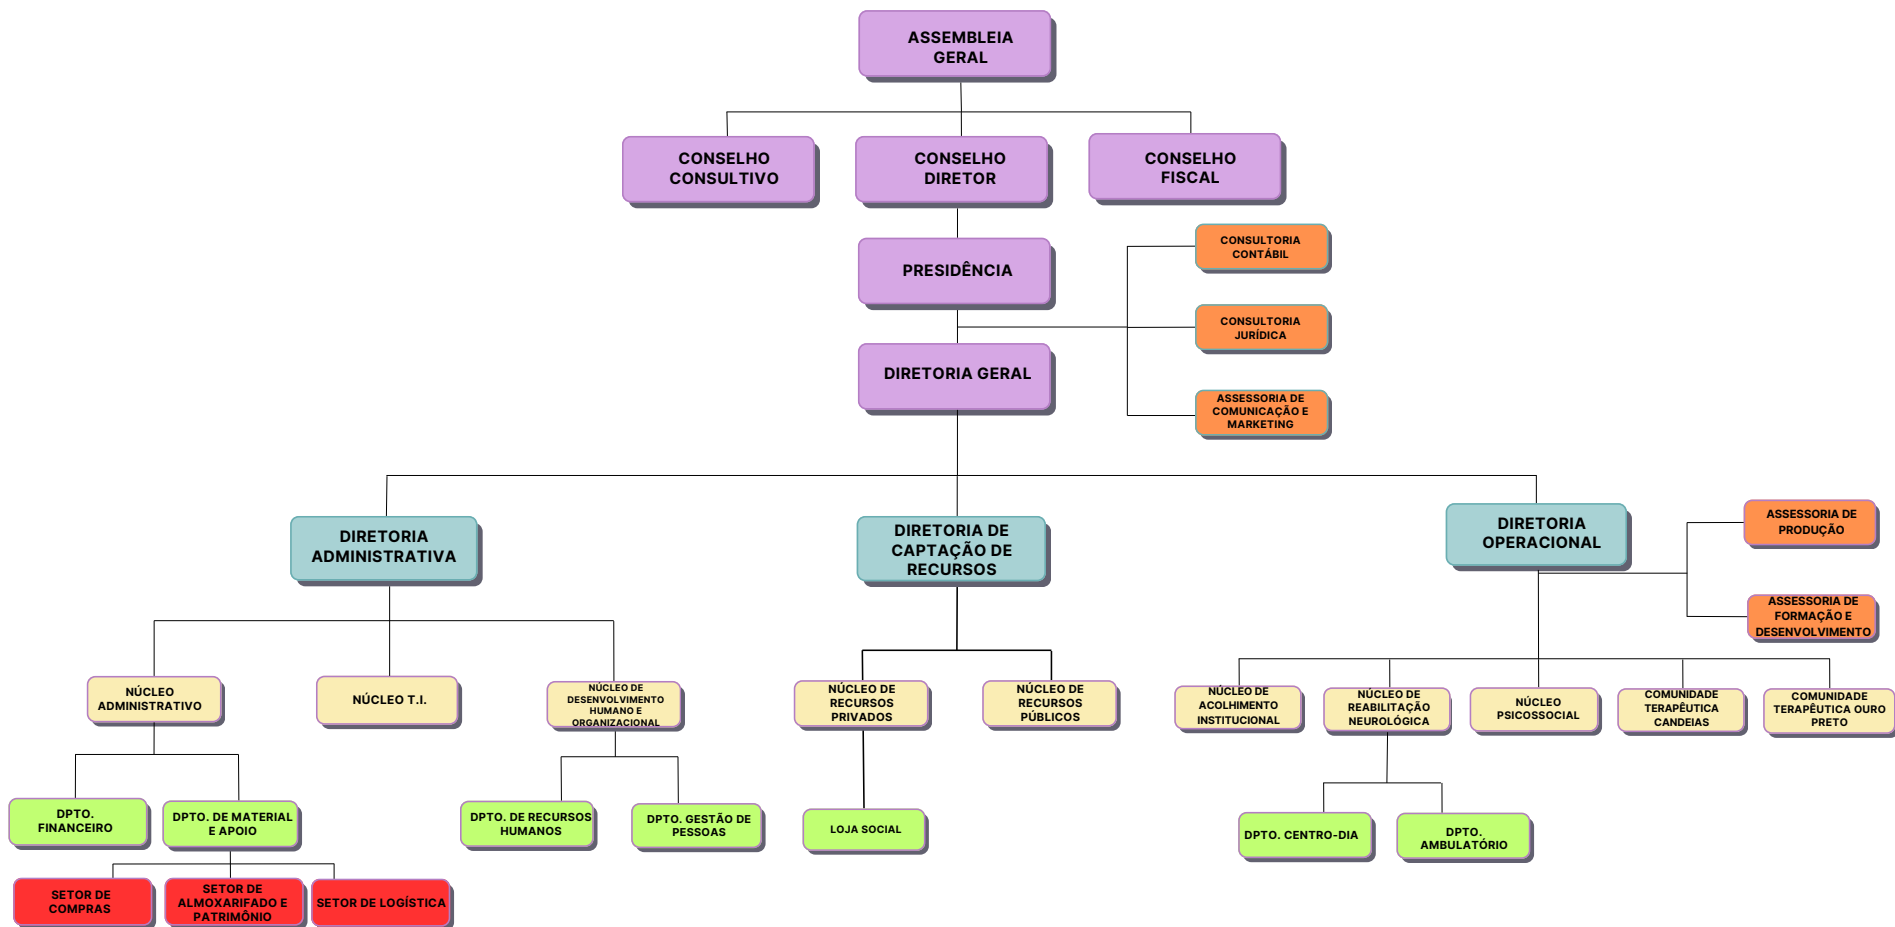 ASSEMBLEIA
GERAL
CONSELHO
CONSULTIVO
CONSELHO
DIRETOR
CONSELHO
FISCAL
PRESIDÊNCIA
CONSULTORIA
CONTÁBIL
CONSULTORIA
JURÍDICA
DIRETORIA GERAL
ASSESSORIA DE
COMUNICAÇÃO E
MARKETING
DIRETORIA
ADMINISTRATIVA
DIRETORIA DE
CAPTAÇÃO DE
RECURSOS
DIRETORIA
OPERACIONAL
ASSESSORIA DE
PRODUÇÃO
ASSESSORIA DE
FORMAÇÃO E
DESENVOLVIMENTO
NÚCLEO
ADMINISTRATIVO
NÚCLEO T.I.
NÚCLEO DE
DESENVOLVIMENTO
HUMANO E
ORGANIZACIONAL
NÚCLEO DE
RECURSOS
PRIVADOS
NÚCLEO DE
RECURSOS
PÚBLICOS
NÚCLEO DE
ACOLHIMENTO
INSTITUCIONAL
NÚCLEO DE
REABILITAÇÃO
NEUROLÓGICA
NÚCLEO
PSICOSSOCIAL
COMUNIDADE
TERAPÊUTICA
CANDEIAS
COMUNIDADE
TERAPÊUTICA OURO
PRETO
DPTO.
FINANCEIRO
DPTO. DE MATERIAL
E APOIO
DPTO. DE RECURSOS
HUMANOS
DPTO. GESTÃO DE
PESSOAS
LOJA SOCIAL
DPTO. CENTRO-DIA
DPTO.
AMBULATÓRIO
SETOR DE
COMPRAS
SETOR DE
ALMOXARIFADO E
PATRIMÔNIO
SETOR DE LOGÍSTICA